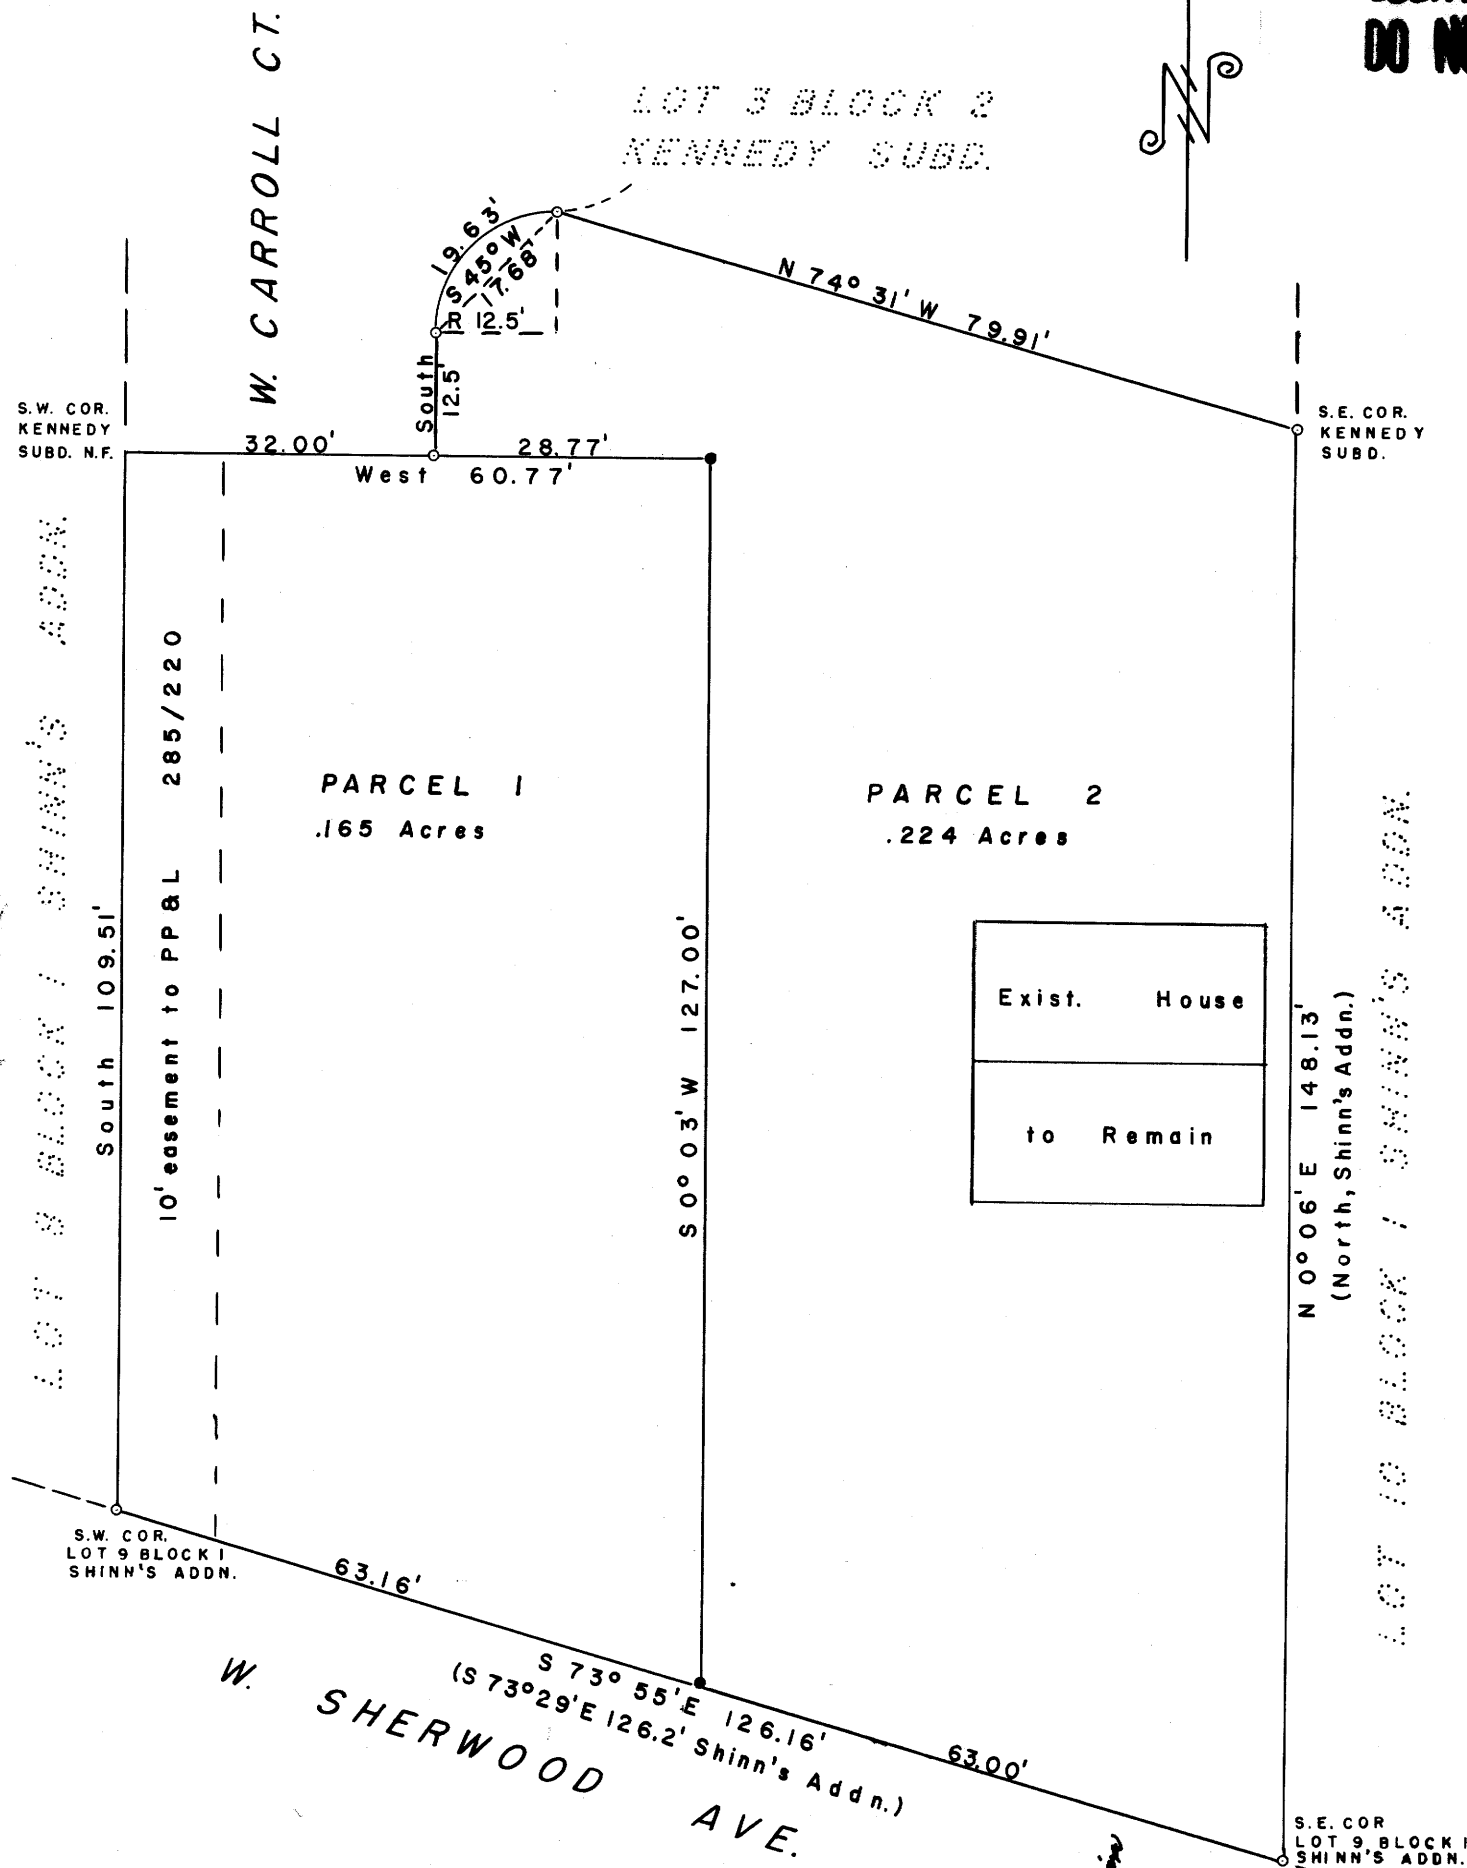 DO
N
W. CARROLL CT.
LOT 3 BLOCK 2
KENNEDY SUBD.
19.63'
S 45° W
17.68'
R 12.5'
South
12.5'
N 74° 31' W 79.91'
S.W. COR.
KENNEDY
SUBD. N.F.
S.E. COR.
KENNEDY
SUBD.
32.00'
28.77'
West 60.77'
LOT 9 BLOCK 1 SHINN'S ADDN.
South 109.51'
10' easement to PP&L 285/220
PARCEL 1
.165 Acres
S 0° 03' W 127.00'
PARCEL 2
.224 Acres
Exist. House
to Remain
N 0° 06' E 148.13'
(North, Shinn's Addn.)
LOT 10 BLOCK 1 SHINN'S ADDN.
S.W. COR.
LOT 9 BLOCK 1
SHINN'S ADDN.
63.16'
S 73° 55' E 126.16'
(S 73°29'E 126.2' Shinn's Addn.)
63.00'
W. SHERWOOD AVE.
S.E. COR
LOT 9 BLOCK 1
SHINN'S ADDN.